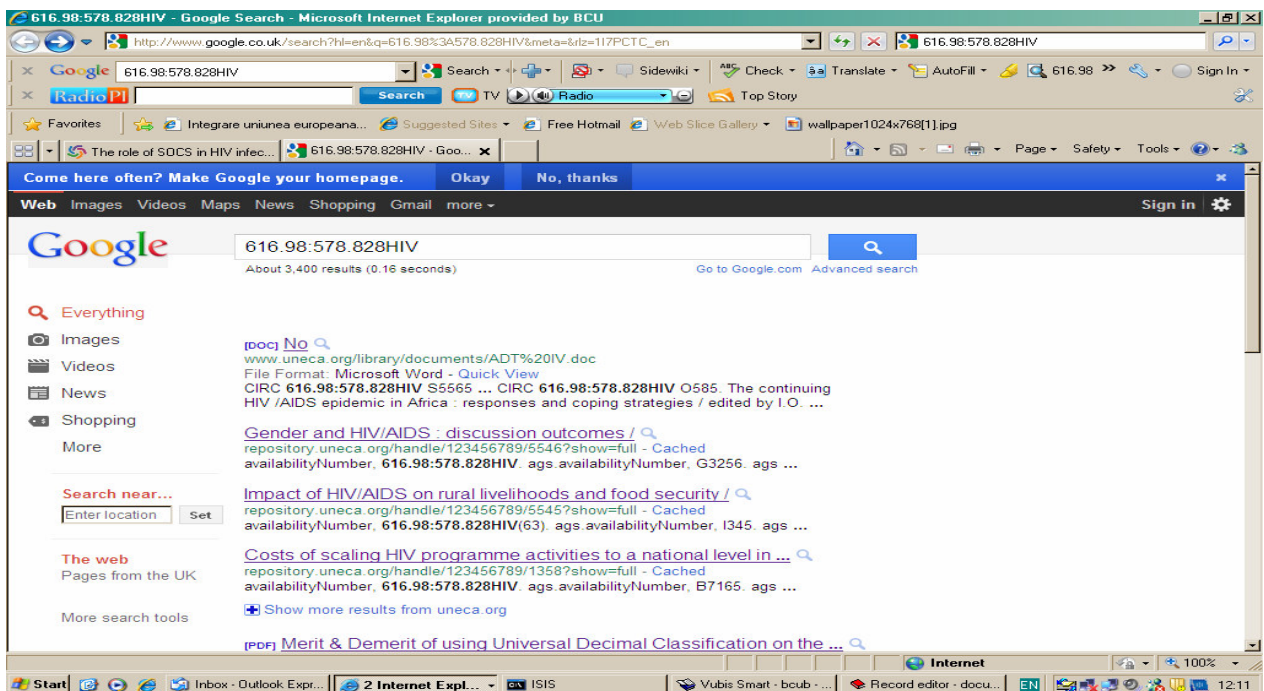 616.98:578.828HIV - Google Search - Microsoft Internet Explorer provided by BCU
http://www.google.co.uk/search?hl=en&q=616.98%3A578.828HIV&meta=&rlz=1I7PCTC_en 616.98:578.828HIV
Google 616.98:578.828HIV Search Sidewiki Check Translate AutoFill 616.98 Sign In
Radio PI Search TV Radio Top Story
Favorites Integrare uniunea europeana... Suggested Sites Free Hotmail Web Slice Gallery wallpaper1024x768[1].jpg
The role of SOCS in HIV infec... 616.98:578.828HIV - Goo... Page Safety Tools
Come here often? Make Google your homepage. Okay No, thanks
Web Images Videos Maps News Shopping Gmail more Sign in
Google 616.98:578.828HIV
About 3,400 results (0.16 seconds) Go to Google.com Advanced search
Everything
Images
Videos
News
Shopping
More
Search near...
Enter location Set
The web
Pages from the UK
More search tools
[DOC] No
www.uneca.org/library/documents/ADT%20IV.doc
File Format: Microsoft Word - Quick View
CIRC 616.98:578.828HIV S5565 ... CIRC 616.98:578.828HIV O585. The continuing
HIV /AIDS epidemic in Africa : responses and coping strategies / edited by I.O. ...
Gender and HIV/AIDS : discussion outcomes /
repository.uneca.org/handle/123456789/5546?show=full - Cached
availabilityNumber, 616.98:578.828HIV. ags.availabilityNumber, G3256. ags ...
Impact of HIV/AIDS on rural livelihoods and food security /
repository.uneca.org/handle/123456789/5545?show=full - Cached
availabilityNumber, 616.98:578.828HIV(63). ags.availabilityNumber, I345. ags ...
Costs of scaling HIV programme activities to a national level in ...
repository.uneca.org/handle/123456789/1358?show=full - Cached
availabilityNumber, 616.98:578.828HIV. ags.availabilityNumber, B7165. ags ...
Show more results from uneca.org
[PDF] Merit & Demerit of using Universal Decimal Classification on the ...
Internet 100%
Start Inbox - Outlook Expr... 2 Internet Expl... ISIS Vubis Smart - bcub - ... Record editor - docu... EN 12:11